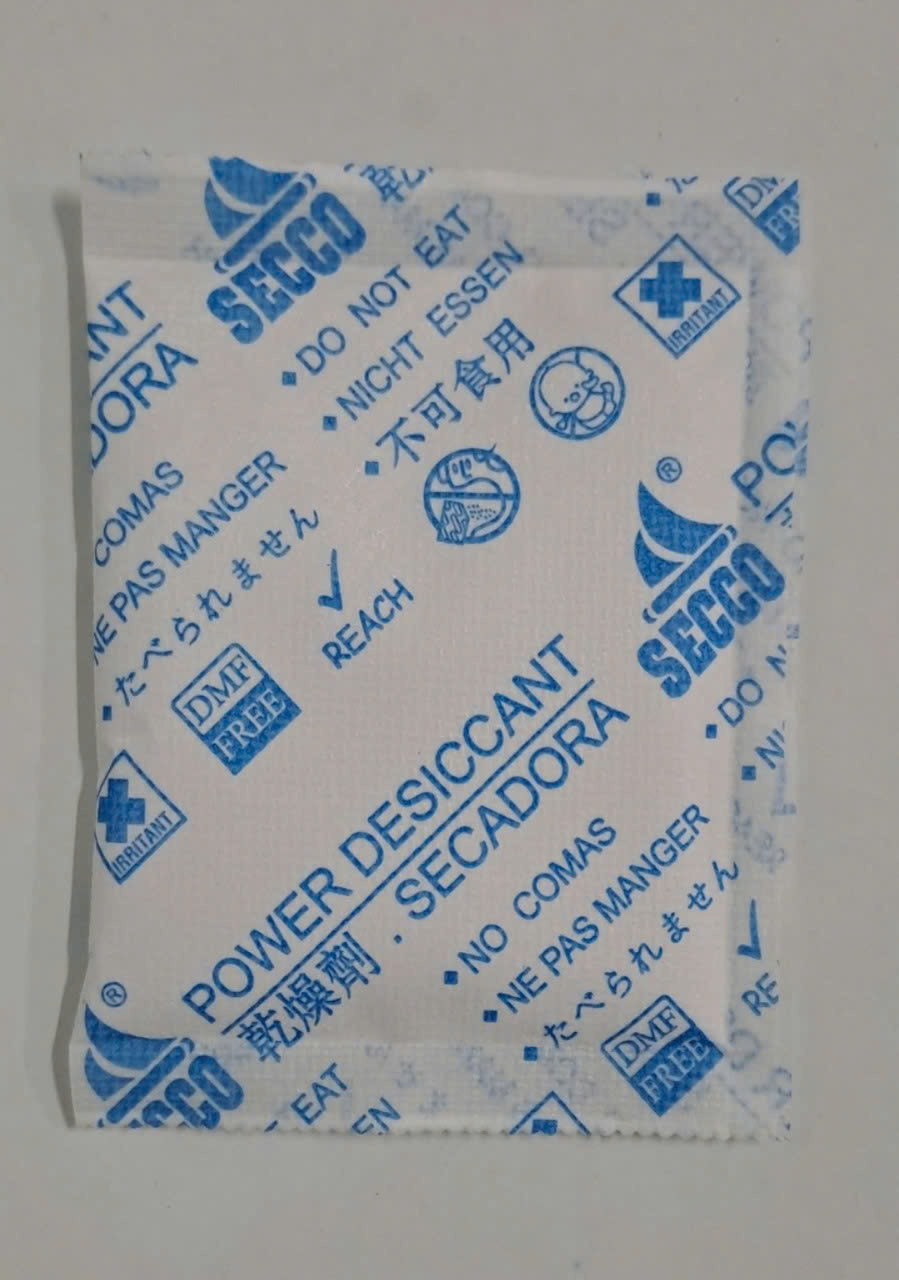 SECCO
DO NOT EAT
NICHT ESSEN
不可食用
IRRITANT
COMAS
NE PAS MANGER
たべられません
REACH
DMF
FREE
IRRITANT
®
SECCO
POWER DESICCANT
乾燥劑 . SECADORA
NO COMAS
NE PAS MANGER
たべられません
DMF
FREE
DO
®
EAT